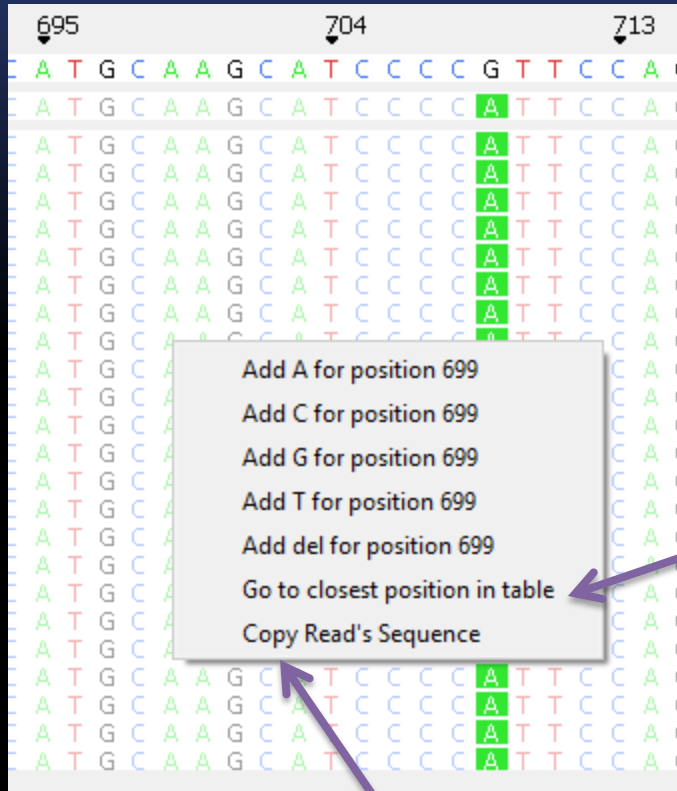 695 704 713
A T G C A A G C A T C C C C G T T C C A
A T G C A A G C A T C C C C A T T C C A
A T G C A A G C A T C C C C A T T C C A
A T G C A A G C A T C C C C A T T C C A
A T G C A A G C A T C C C C A T T C C A
A T G C A A G C A T C C C C A T T C C A
A T G C A A G C A T C C C C A T T C C A
A T G C A A G C A T C C C C A T T C C A
A T G C A A G C A T C C C C A T T C C A
A T G C C A
A T G C Add A for position 699 C A
A T G C C A
A T G C Add C for position 699 C A
A T G C Add G for position 699 C A
A T G C C A
A T G C Add T for position 699 C A
A T G C Add del for position 699 C A
A T G C C A
A T G C Go to closest position in table C A
A T G C C A
A T G C Copy Read's Sequence C A
A T G C A A G C T C C C C A T T C C A
A T G C A A G C A T C C C C A T T C C A
A T G C A A G C A T C C C C A T T C C A
A T G C A A G C A T C C C C A T T C C A